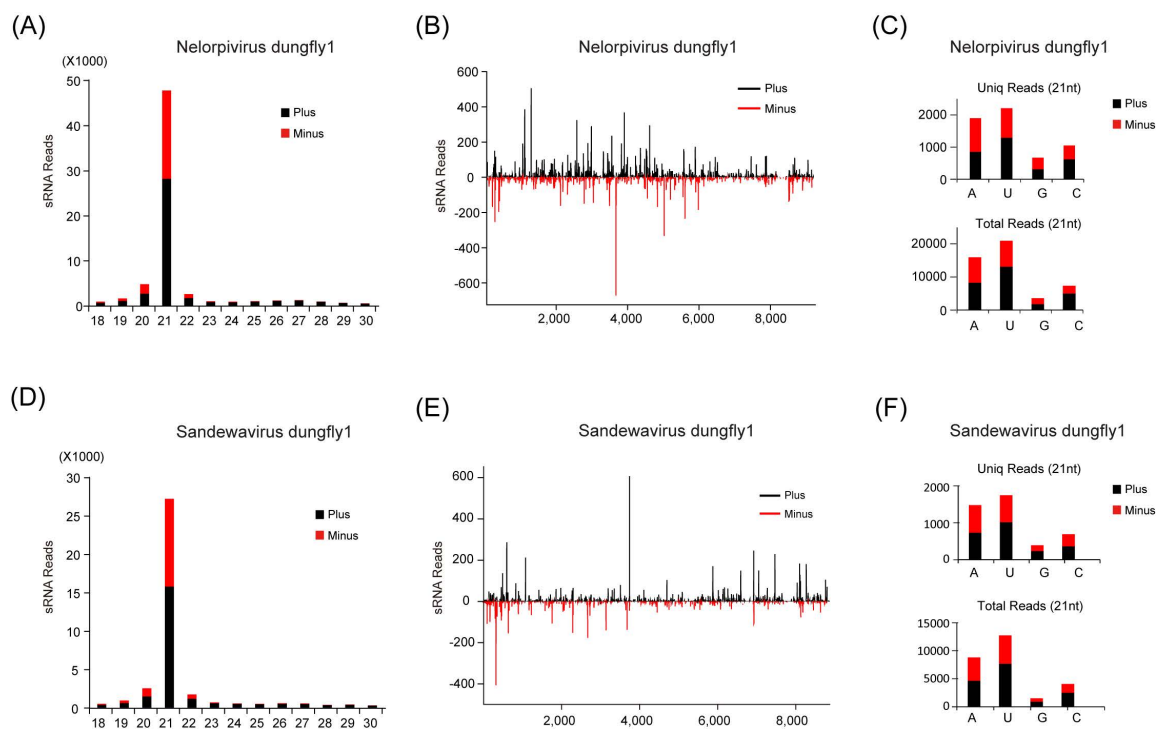 (A)
Nelorpivirus dungfly1
(X1000)
50
40
30
20
10
0
sRNA Reads
Plus
Minus
18 19 20 21 22 23 24 25 26 27 28 29 30
(B)
Nelorpivirus dungfly1
600
400
200
0
-200
-400
-600
sRNA Reads
Plus
Minus
2,000 4,000 6,000 8,000
(C)
Nelorpivirus dungfly1
Uniq Reads (21nt)
2000
1000
0
Plus
Minus
A U G C
Total Reads (21nt)
20000
10000
0
A U G C
(D)
Sandewavirus dungfly1
(X1000)
30
25
20
15
10
5
0
sRNA Reads
Plus
Minus
18 19 20 21 22 23 24 25 26 27 28 29 30
(E)
Sandewavirus dungfly1
600
400
200
0
-200
-400
sRNA Reads
Plus
Minus
2,000 4,000 6,000 8,000
(F)
Sandewavirus dungfly1
Uniq Reads (21nt)
2000
1000
0
Plus
Minus
A U G C
Total Reads (21nt)
15000
10000
5000
0
A U G C